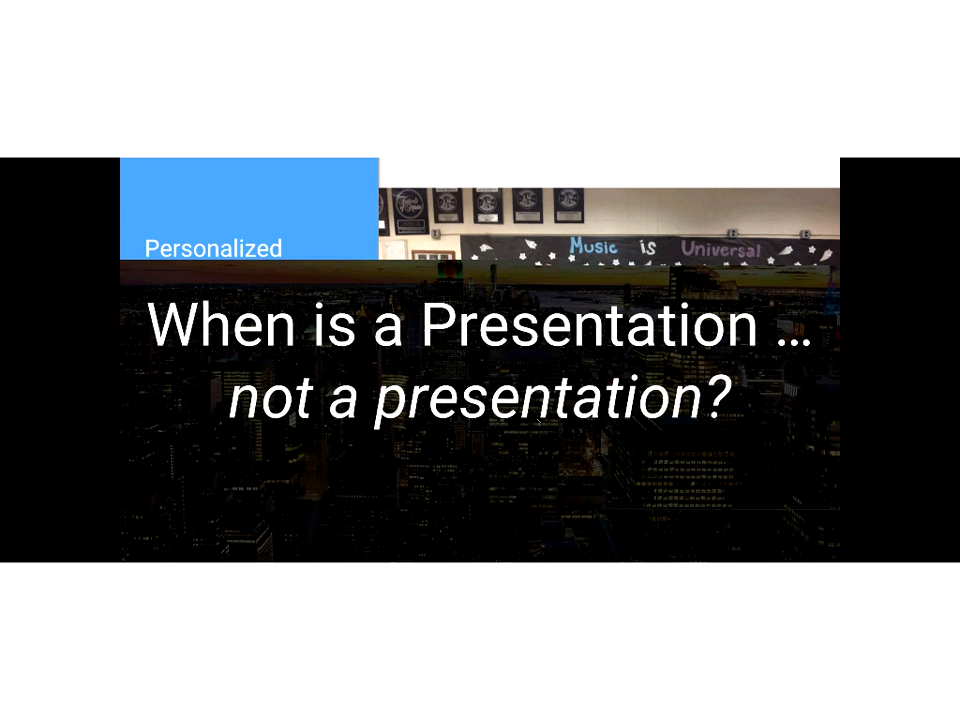 Personalized
Music is Universal
When is a Presentation …
not a presentation?